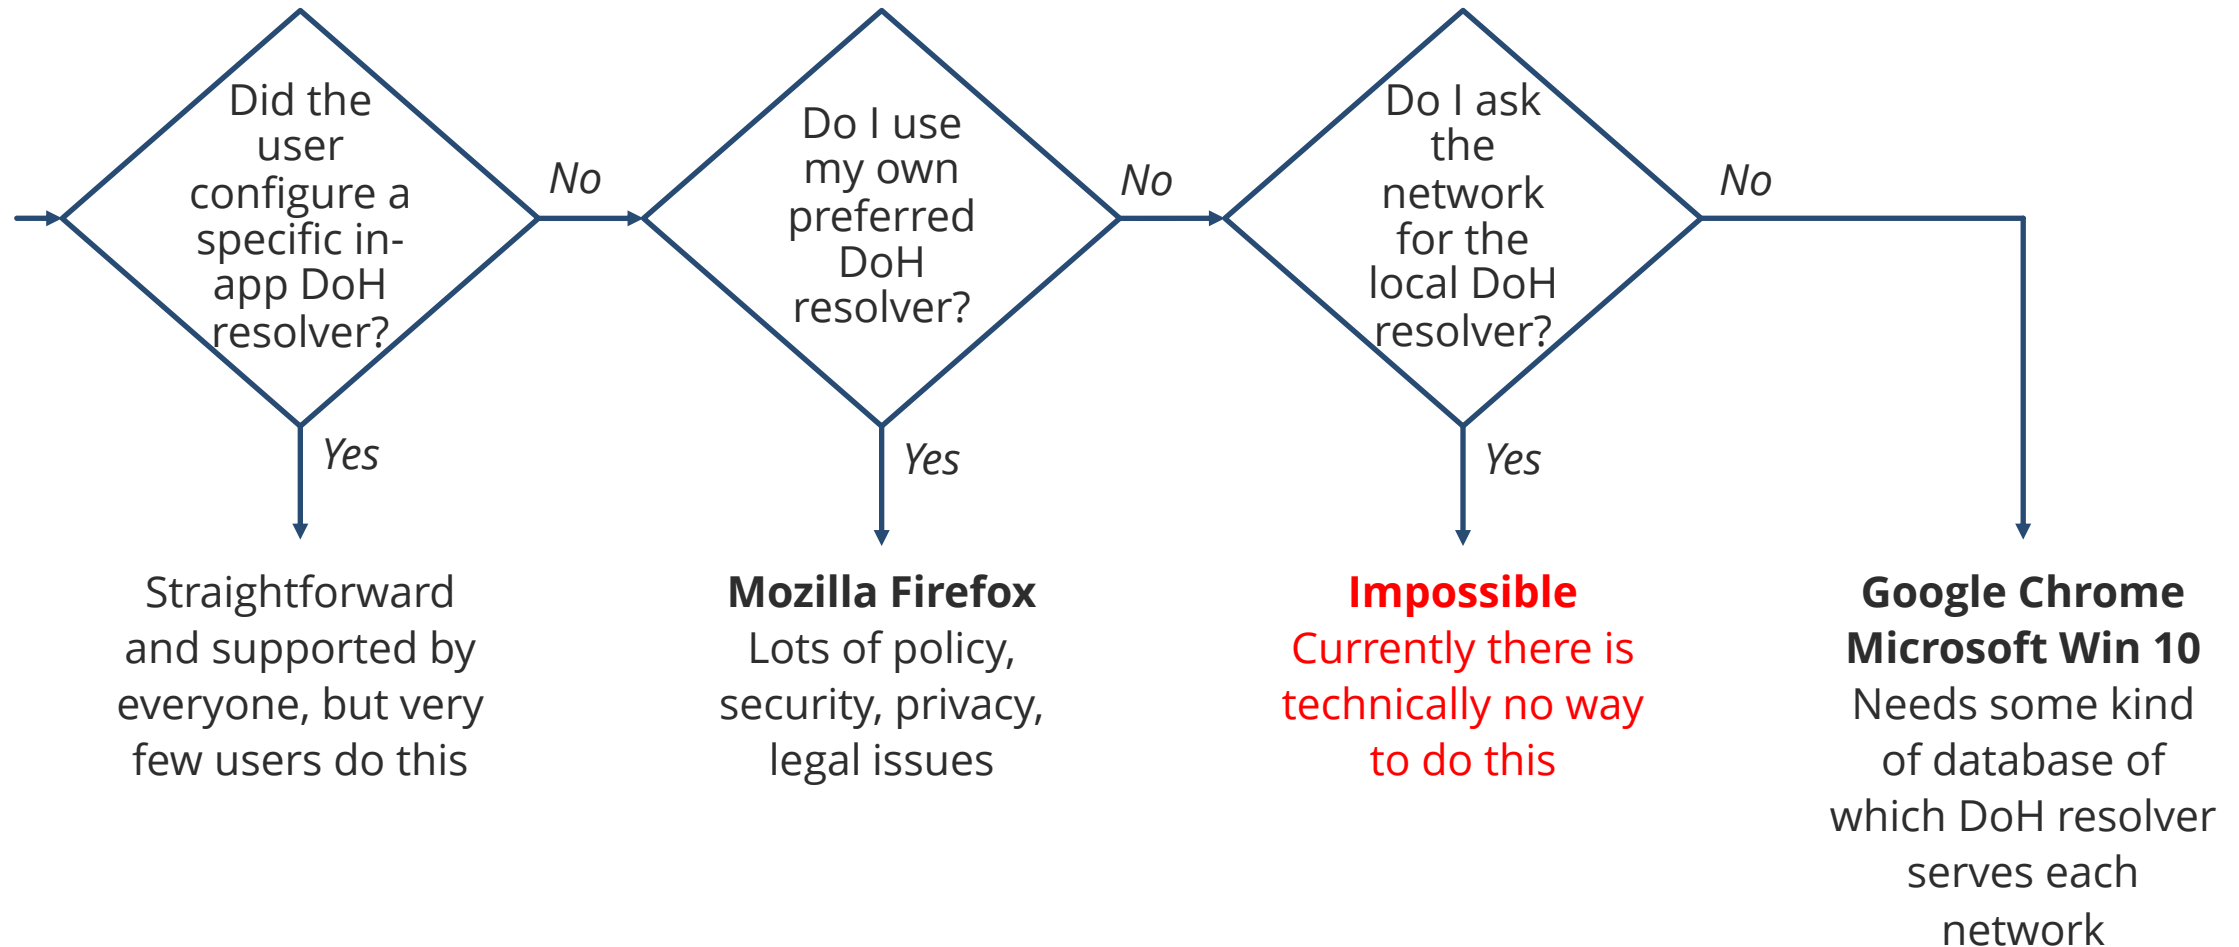 Did the
user
configure a
specific in-
app DoH
resolver?
No
Yes
Straightforward
and supported by
everyone, but very
few users do this
Do I use
my own
preferred
DoH
resolver?
No
Yes
Mozilla Firefox
Lots of policy,
security, privacy,
legal issues
Do I ask
the
network
for the
local DoH
resolver?
No
Yes
Impossible
Currently there is
technically no way
to do this
Google Chrome
Microsoft Win 10
Needs some kind
of database of
which DoH resolver
serves each
network